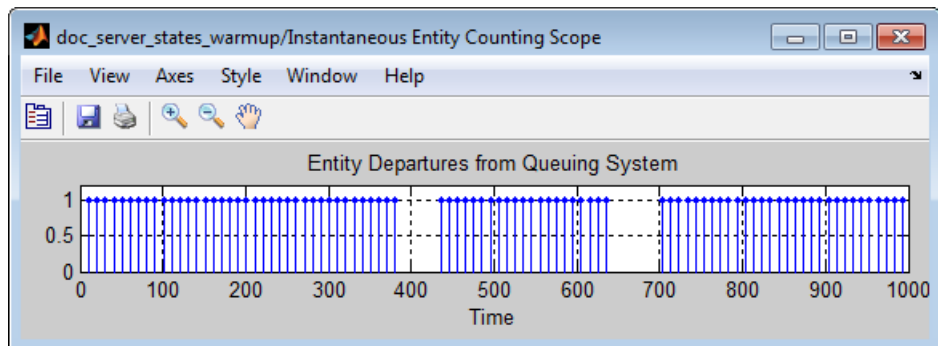 doc_server_states_warmup/Instantaneous Entity Counting Scope
File View Axes Style Window Help
Entity Departures from Queuing System
1
0.5
0
0 100 200 300 400 500 600 700 800 900 1000
Time